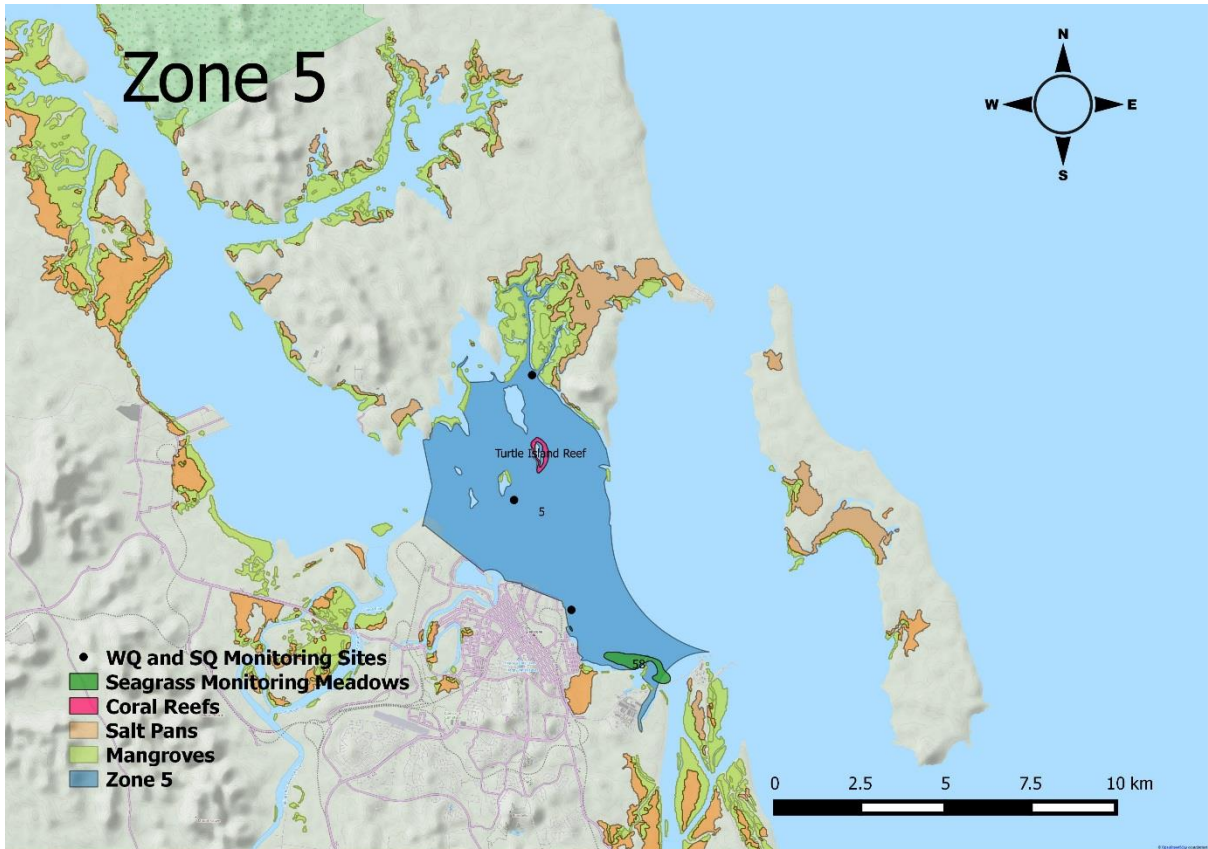 Zone 5
N
W E
S
Turtle Island Reef
5
58
WQ and SQ Monitoring Sites
Seagrass Monitoring Meadows
Coral Reefs
Salt Pans
Mangroves
Zone 5
0 2.5 5 7.5 10 km